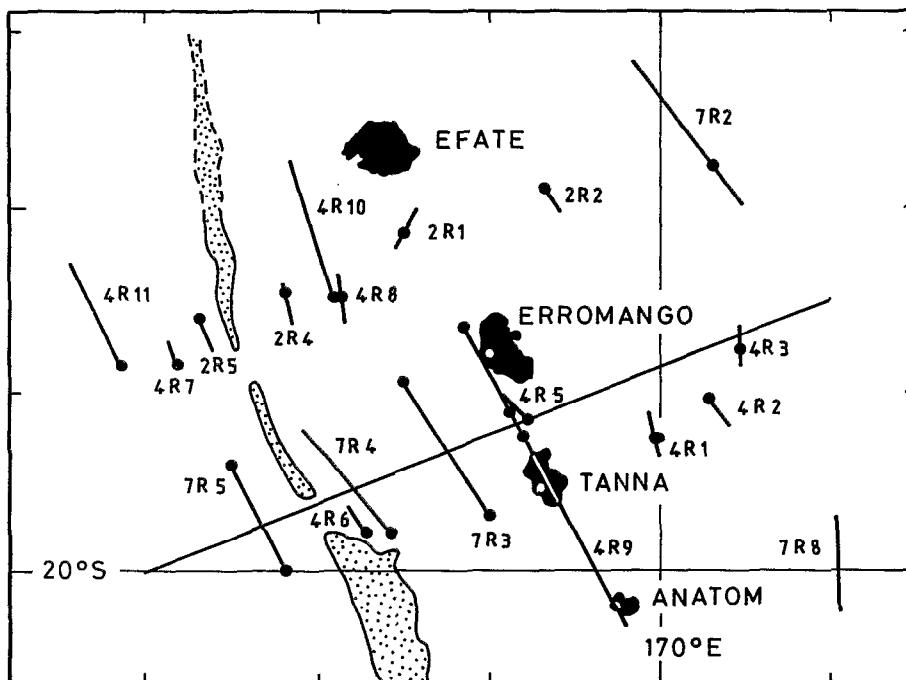 7R2
EFATE
2R2
4R10
2R1
4R11
4R8
ERROMANGO
2R4
2R5
4R3
4R7
4R5
4R2
7R4
4R1
7R5
TANNA
4R6
7R3
4R9
7R8
20°S
ANATOM
170°E